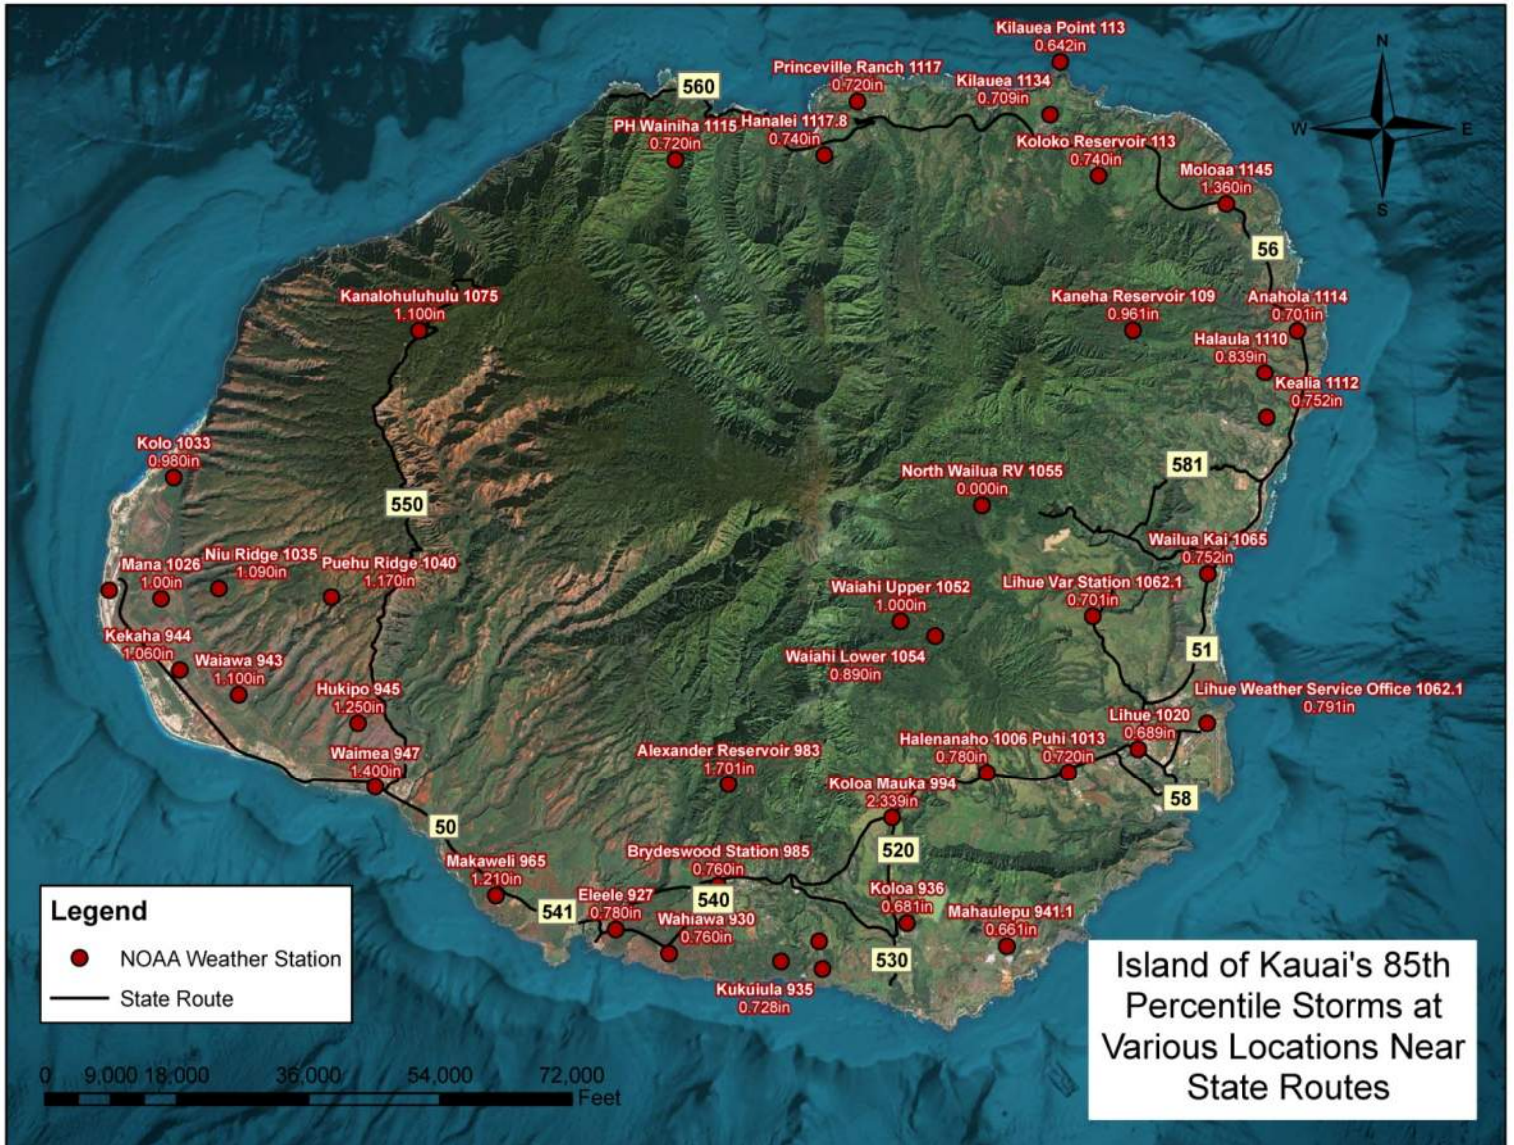 Kilauea Point 113
0.642in
N
W
E
S
Princeville Ranch 1117
0.720in
Kilauea 1134
0.709in
560
PH Wainiha 1115
0.720in
Hanalei 1117.8
0.740in
Koloko Reservoir 113
0.740in
Moloaa 1145
1.360in
56
Kanalohuluhulu 1075
1.100in
Kaneha Reservoir 109
0.961in
Anahola 1114
0.701in
Halaula 1110
0.839in
Kealia 1112
0.752in
Kolo 1033
0.980in
North Wailua RV 1055
0.000in
581
550
Mana 1026
1.00in
Niu Ridge 1035
1.090in
Puehu Ridge 1040
1.170in
Wailua Kai 1065
0.752in
Waiahi Upper 1052
1.000in
Lihue Var Station 1062.1
0.701in
Kekaha 944
1.060in
Waiawa 943
1.100in
Waiahi Lower 1054
0.890in
51
Hukipo 945
1.250in
Lihue Weather Service Office 1062.1
0.791in
Lihue 1020
0.689in
Waimea 947
1.400in
Alexander Reservoir 983
1.701in
Halenanaho 1006
0.780in
Puhi 1013
0.720in
Koloa Mauka 994
2.339in
58
50
520
Makaweli 965
1.210in
Brydeswood Station 985
0.760in
Eleele 927
0.780in
541
540
Wahiawa 930
0.760in
Koloa 936
0.681in
Mahaulepu 941.1
0.661in
530
Kukuiula 935
0.728in
Legend
NOAA Weather Station
State Route
Island of Kauai's 85th
Percentile Storms at
Various Locations Near
State Routes
0 9,000 18,000 36,000 54,000 72,000
Feet